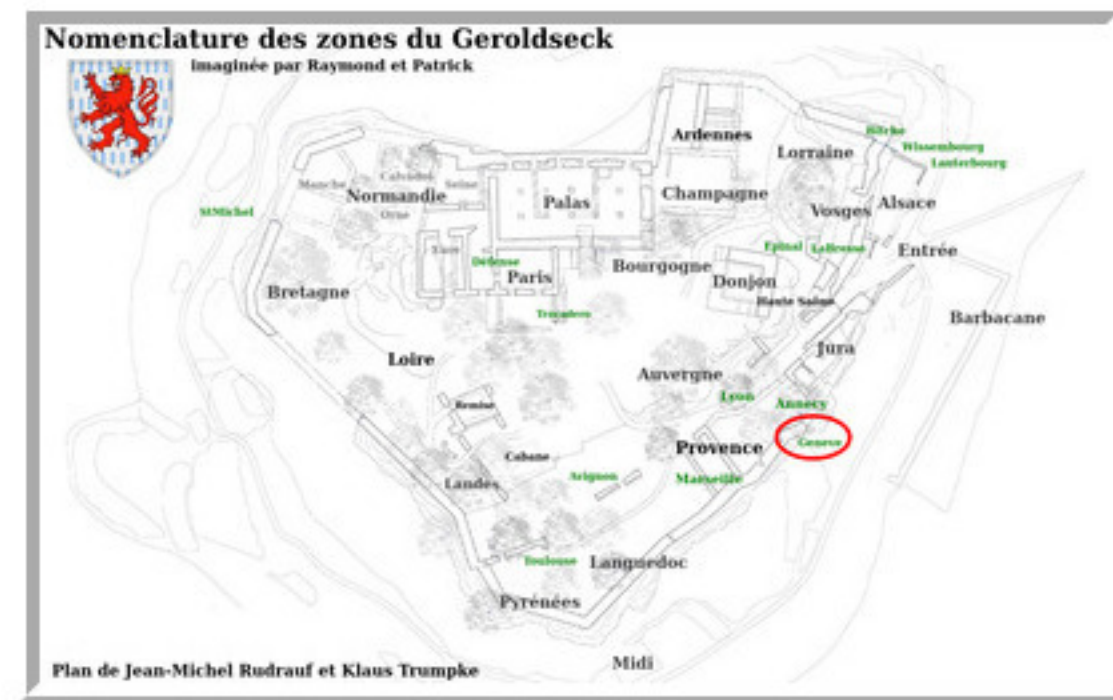 Nomenclature des zones du Geroldseck
imaginée par Raymond et Patrick
Ardennes
Bitche
Wissembourg
Lauterbourg
Lorraine
Calvados
Manche
Seine
Normandie
Orne
Palas
Champagne
Vosges
Alsace
StMichel
Eure
Défense
Paris
Bourgogne
Epinal
LaBresse
Entrée
Donjon
Bretagne
Haute Saône
Trocadero
Barbacane
Loire
Jura
Auvergne
Lyon
Annecy
Remise
Provence
Geneve
Cabane
Landes
Avignon
Marseille
Toulouse
Languedoc
Pyrénées
Midi
Plan de Jean-Michel Rudrauf et Klaus Trumpke